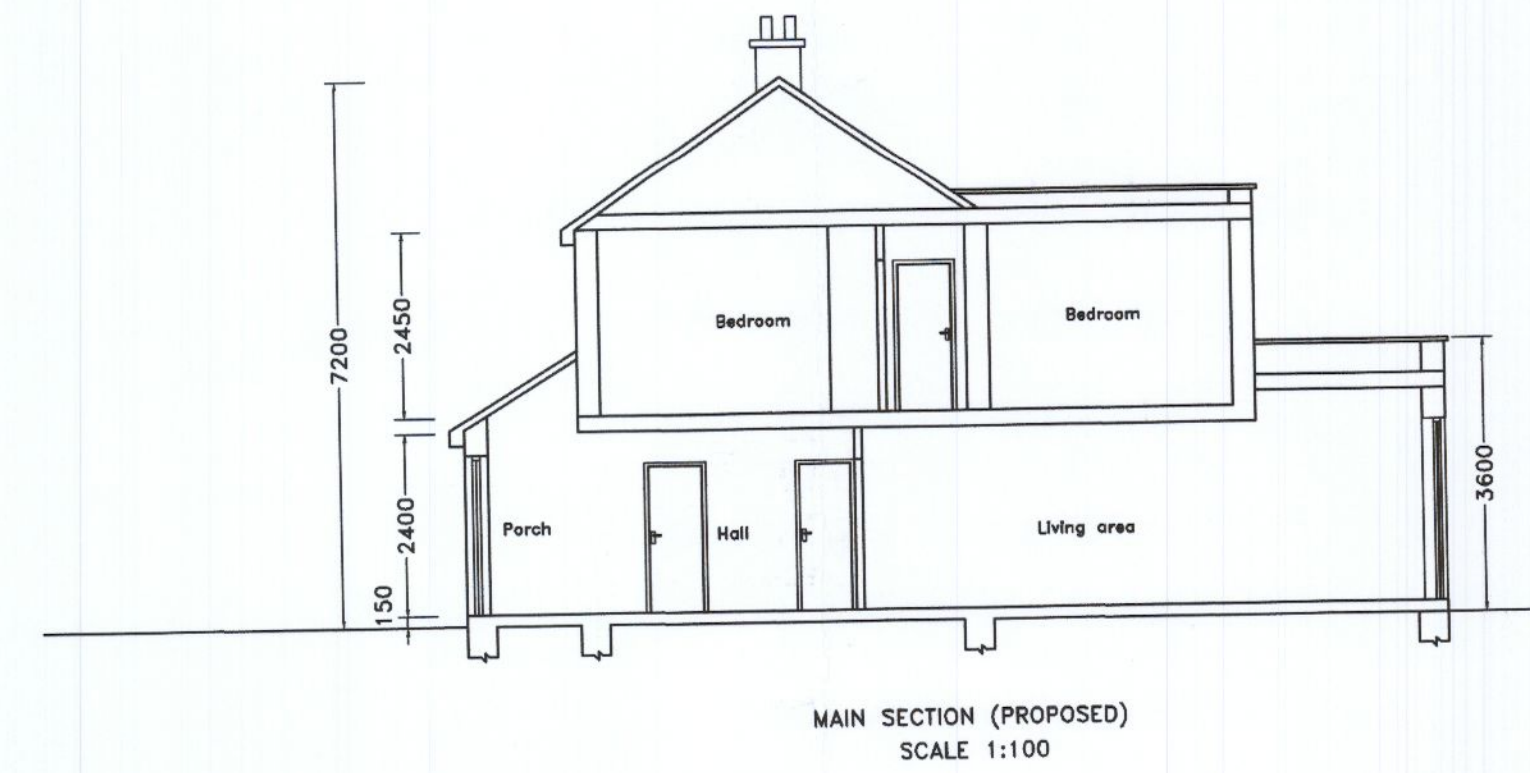 7200
2450
Bedroom
Bedroom
2400
150
Porch
Hall
Living area
3600
MAIN SECTION (PROPOSED)
SCALE 1:100